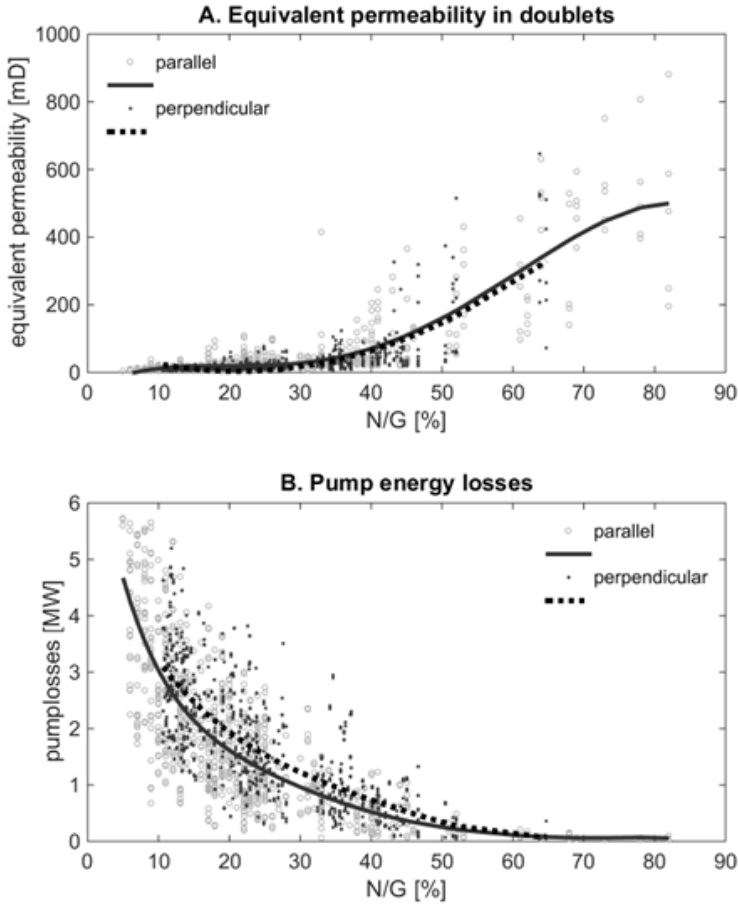 A. Equivalent permeability in doublets
1000
800
600
400
200
0
equivalent permeability [mD]
parallel
perpendicular
0 10 20 30 40 50 60 70 80 90
N/G [%]
B. Pump energy losses
6
5
4
3
2
1
0
pumplosses [MW]
parallel
perpendicular
0 10 20 30 40 50 60 70 80 90
N/G [%]